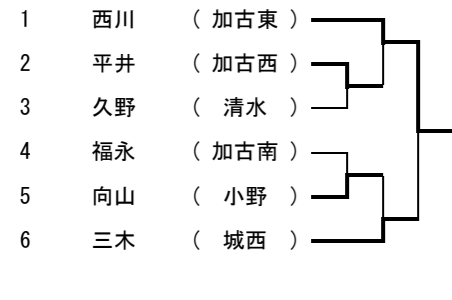 1 西川 ( 加古東 )
2 平井 ( 加古西 )
3 久野 ( 清水 )
4 福永 ( 加古南 )
5 向山 ( 小野 )
6 三木 ( 城西 )